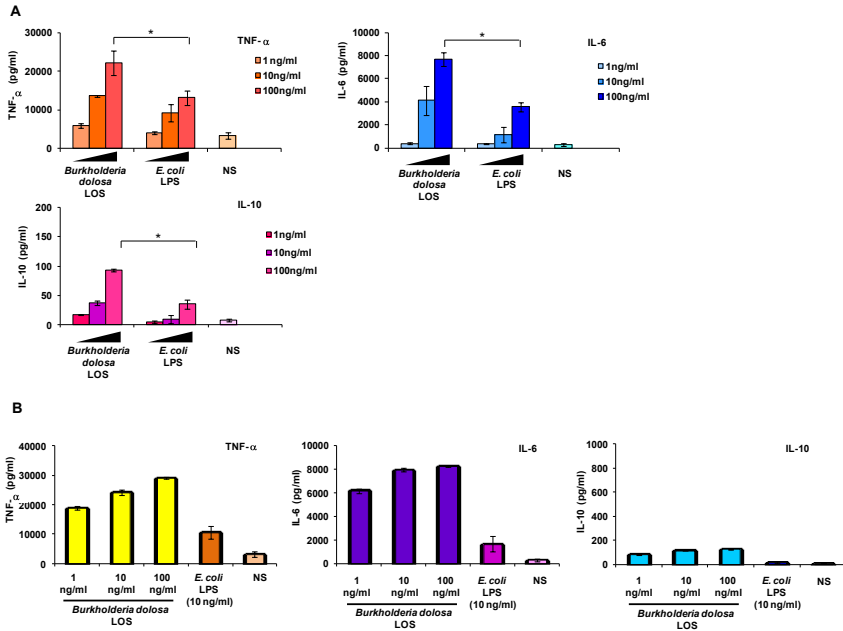 A
TNF- α
30000
20000
10000
0
TNF- α (pg/ml)
*
1 ng/ml
10ng/ml
100ng/ml
Burkholderia
dolosa
LOS
E. coli
LPS
NS
IL-6
10000
8000
6000
4000
2000
0
IL-6 (pg/ml)
*
1ng/ml
10ng/ml
100ng/ml
Burkholderia
dolosa
LOS
E. coli
LPS
NS
IL-10
200
150
100
50
0
IL-10 (pg/ml)
*
1ng/ml
10ng/ml
100ng/ml
Burkholderia
dolosa
LOS
E. coli
LPS
NS
B
TNF-α
40000
30000
20000
10000
0
TNF- α (pg/ml)
1
ng/ml
10
ng/ml
100
ng/ml
E. coli
LPS
(10 ng/ml)
NS
Burkholderia dolosa
LOS
IL-6
10000
8000
6000
4000
2000
0
IL-6 (pg/ml)
1
ng/ml
10
ng/ml
100
ng/ml
E. coli
LPS
(10 ng/ml)
NS
Burkholderia dolosa
LOS
IL-10
1000
800
600
400
200
0
IL-10 (pg/ml)
1
ng/ml
10
ng/ml
100
ng/ml
E. coli
LPS
(10 ng/ml)
NS
Burkholderia dolosa
LOS